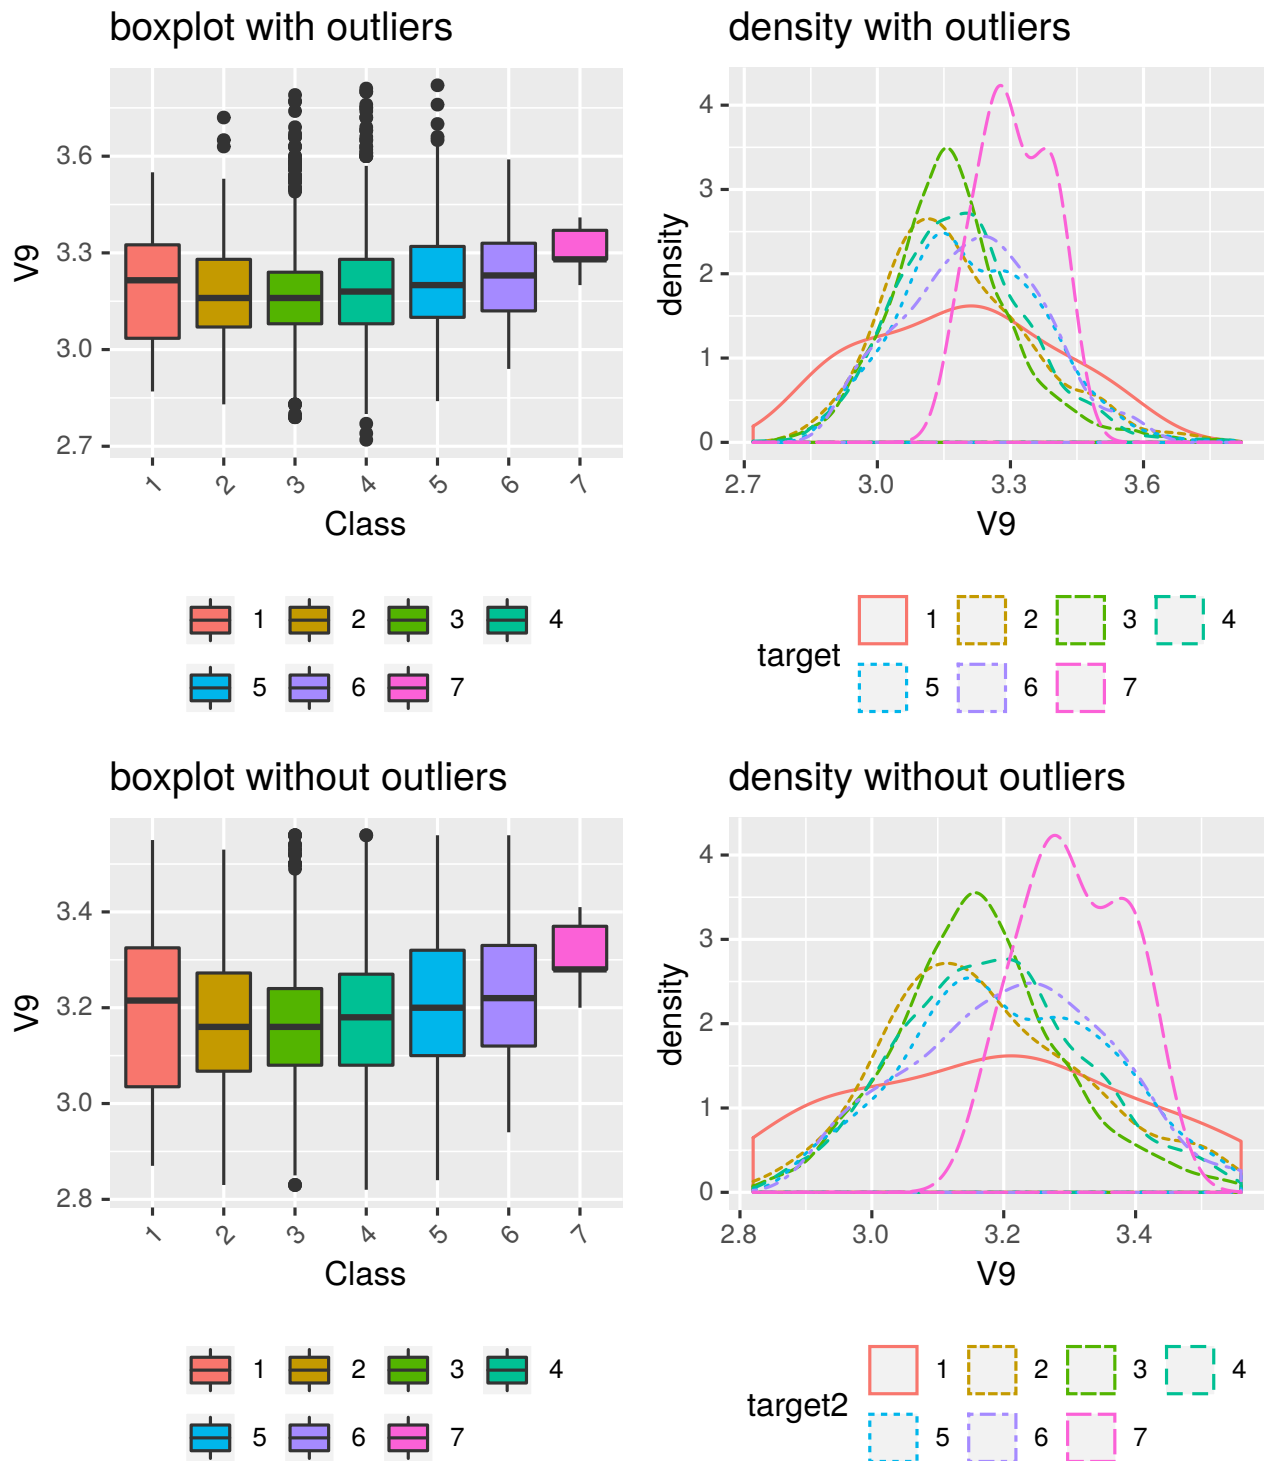 boxplot with outliers
3.6
3.3
3.0
2.7
V9
1 2 3 4 5 6 7
Class
1 2 3 4
5 6 7
density with outliers
4
3
2
1
0
density
2.7 3.0 3.3 3.6
V9
target
1 2 3 4
5 6 7
boxplot without outliers
3.4
3.2
3.0
2.8
V9
1 2 3 4 5 6 7
Class
1 2 3 4
5 6 7
density without outliers
4
3
2
1
0
density
2.8 3.0 3.2 3.4
V9
target2
1 2 3 4
5 6 7